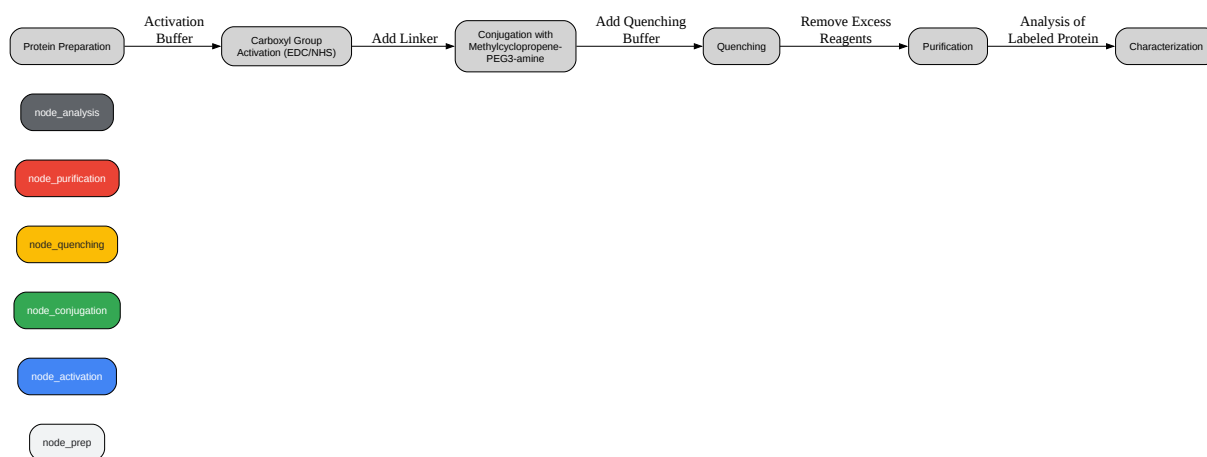 Protein Preparation
Activation
Buffer
Carboxyl Group
Activation (EDC/NHS)
Add Linker
Conjugation with
Methylcyclopropene-
PEG3-amine
Add Quenching
Buffer
Quenching
Remove Excess
Reagents
Purification
Analysis of
Labeled Protein
Characterization
node_analysis
node_purification
node_quenching
node_conjugation
node_activation
node_prep